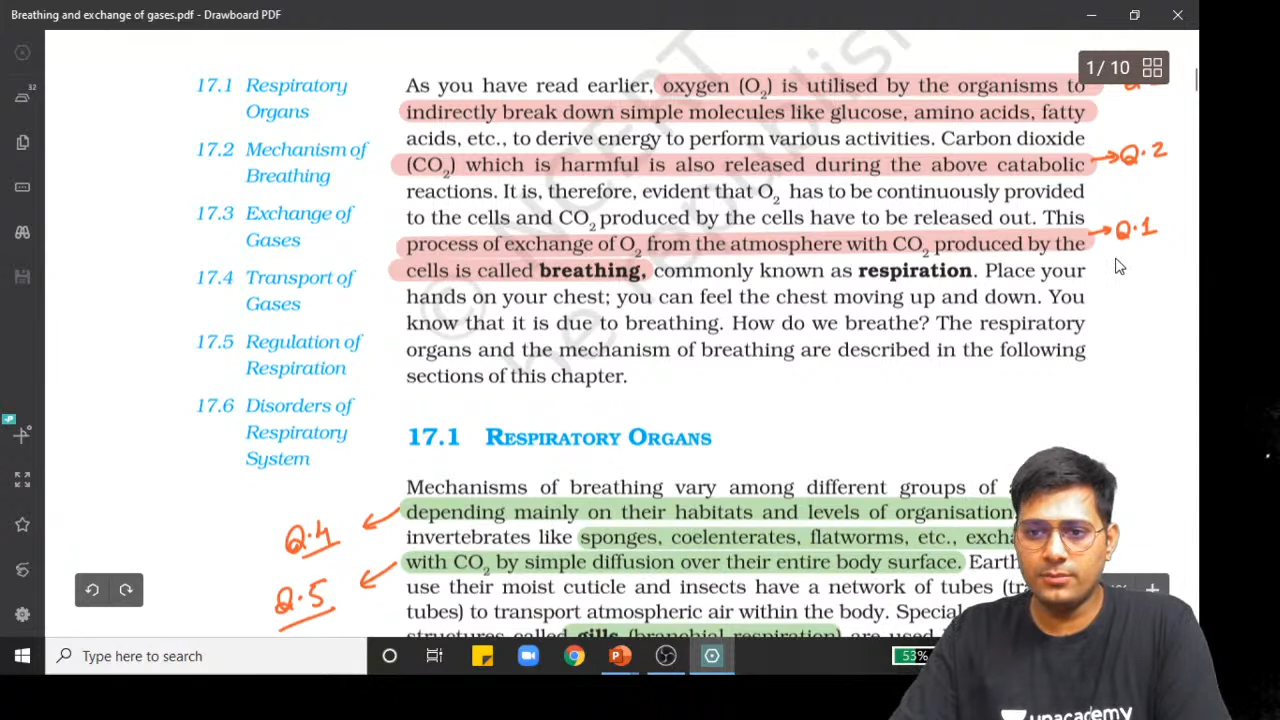 Breathing and exchange of gases.pdf - Drawboard PDF
1 / 10
32
17.1 Respiratory
Organs
17.2 Mechanism of
Breathing
17.3 Exchange of
Gases
17.4 Transport of
Gases
17.5 Regulation of
Respiration
17.6 Disorders of
Respiratory
System
As you have read earlier, oxygen (O2) is utilised by the organisms to
indirectly break down simple molecules like glucose, amino acids, fatty
acids, etc., to derive energy to perform various activities. Carbon dioxide
(CO2) which is harmful is also released during the above catabolic
Q.2
reactions. It is, therefore, evident that O2 has to be continuously provided
to the cells and CO2 produced by the cells have to be released out. This
process of exchange of O2 from the atmosphere with CO2 produced by the
Q.1
cells is called breathing, commonly known as respiration. Place your
hands on your chest; you can feel the chest moving up and down. You
know that it is due to breathing. How do we breathe? The respiratory
organs and the mechanism of breathing are described in the following
sections of this chapter.
© NCERT
17.1 RESPIRATORY ORGANS
Mechanisms of breathing vary among different groups of
Q.4
depending mainly on their habitats and levels of organisation
invertebrates like sponges, coelenterates, flatworms, etc.,
with CO2 by simple diffusion over their entire body surface.
Q.5
use their moist cuticle and insects have a network of tubes
tubes) to transport atmospheric air within the body. Special
structures called gills (branchial respiration) are used
Type here to search
53%
unacademy